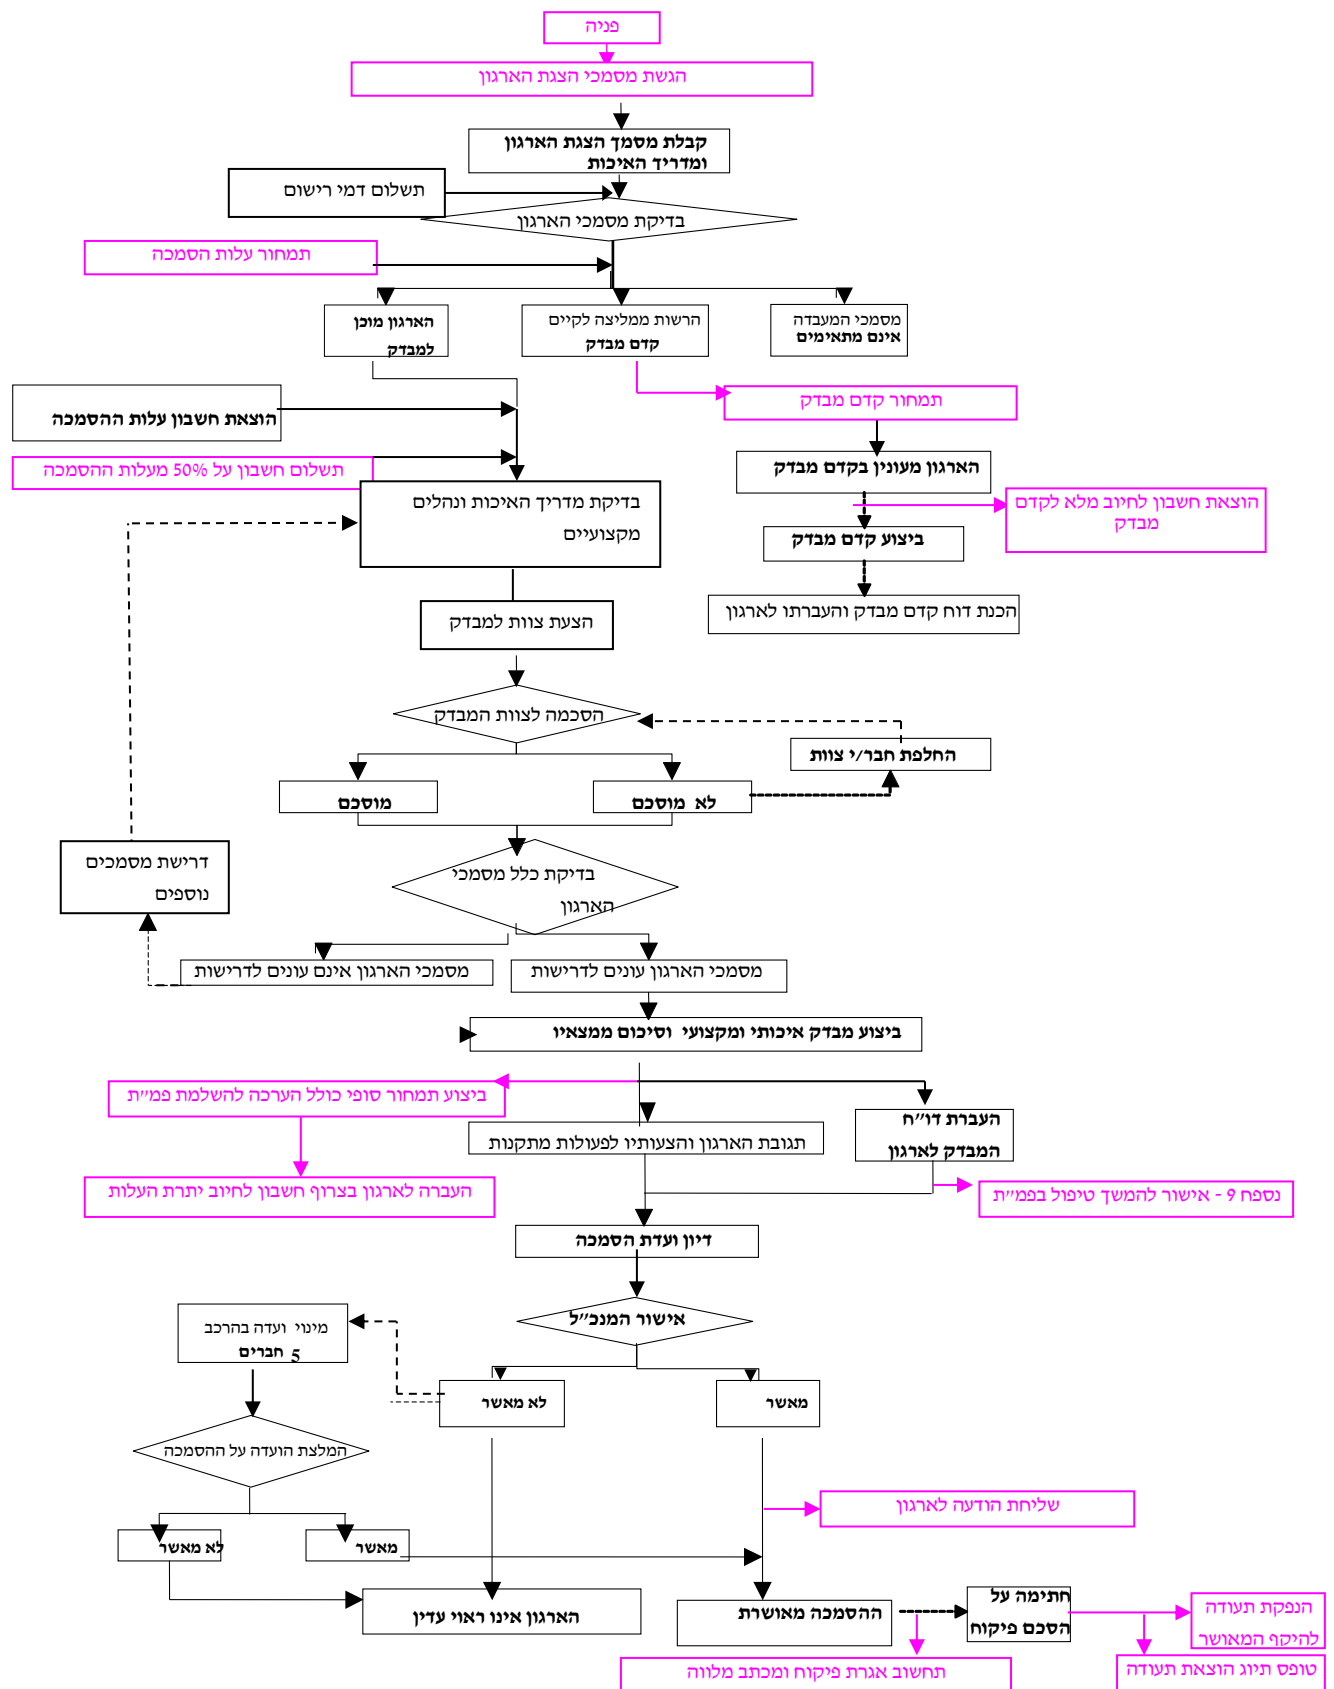 פניה
הגשת מסמכי הצגת הארגון
קבלת מסמך הצגת הארגון
ומדריך האיכות
תשלום דמי רישום
בדיקת מסמכי הארגון
תמחור עלות הסמכה
הארגון מוכן
למבדק
הרשות ממליצה לקיים
קדם מבדק
מסמכי המעבדה
אינם מתאימים
תמחור קדם מבדק
הוצאת חשבון עלות ההסמכה
תשלום חשבון על 50% מעלות ההסמכה
הארגון מעונין בקדם מבדק
הוצאת חשבון לחיוב מלא לקדם
מבדק
בדיקת מדריך האיכות ונהלים
מקצועיים
ביצוע קדם מבדק
הכנת דוח קדם מבדק והעברתו לארגון
הצעת צוות למבדק
הסכמה לצוות המבדק
החלפת חבר/י צוות
מוסכם
לא מוסכם
דרישת מסמכים
נוספים
בדיקת כלל מסמכי
הארגון
מסמכי הארגון אינם עונים לדרישות
מסמכי הארגון עונים לדרישות
ביצוע מבדק איכותי ומקצועי וסיכום ממצאיו
ביצוע תמחור סופי כולל הערכה להשלמת פמ״ת
העברת דו״ח
המבדק לארגון
תגובת הארגון והצעותיו לפעולות מתקנות
העברה לארגון בצרוף חשבון לחיוב יתרת העלות
נספח 9 - אישור להמשך טיפול בפמ״ת
דיון ועדת הסמכה
אישור המנכ״ל
מינוי ועדה בהרכב
5 חברים
לא מאשר
מאשר
המלצת הועדה על ההסמכה
שליחת הודעה לארגון
לא מאשר
מאשר
הארגון אינו ראוי עדין
ההסמכה מאושרת
חתימה על
הסכם פיקוח
הנפקת תעודה
להיקף המאושר
תחשוב אגרת פיקוח ומכתב מלווה
טופס תיוג הוצאת תעודה